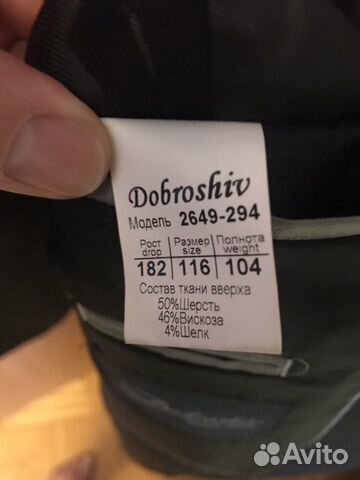 Dobroshiv
Модель 2649-294
Рост Размер Полнота
drop size weight
182 116 104
Состав ткани вверха:
50%Шерсть
46%Вискоза
4%Шелк
Avito